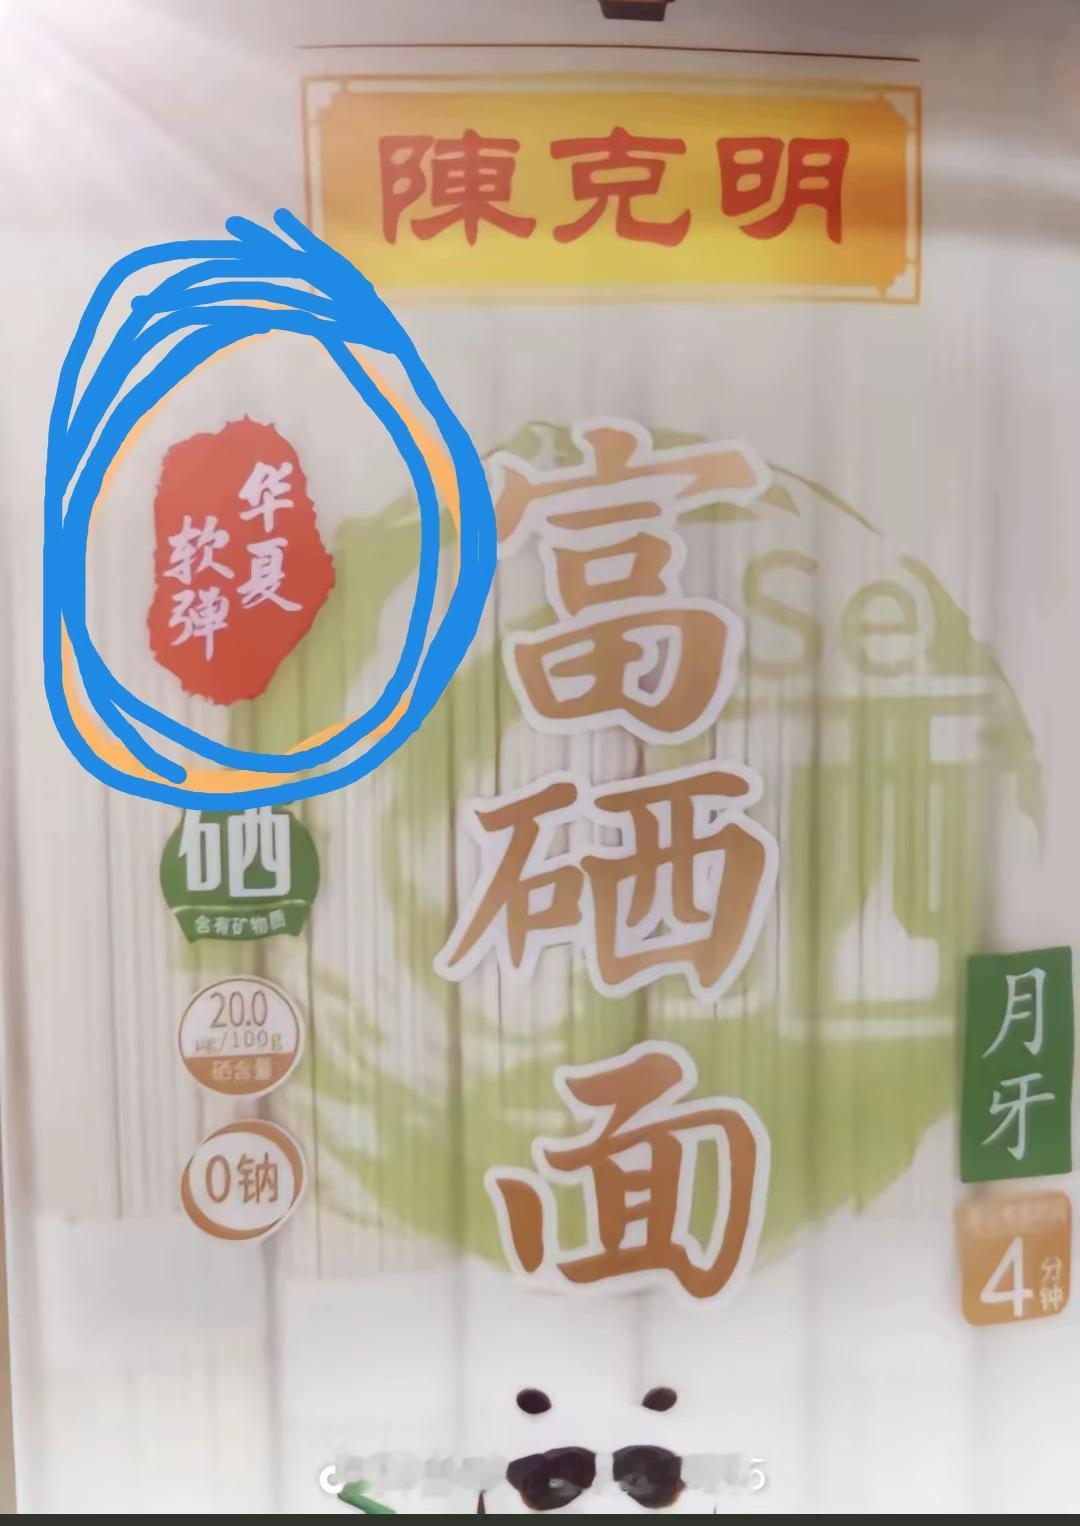 陳克明
华夏
软弹
富硒面
Se
硒
含有矿物质
20.0
µg/100g
硒含量
0钠
月牙
4分钟